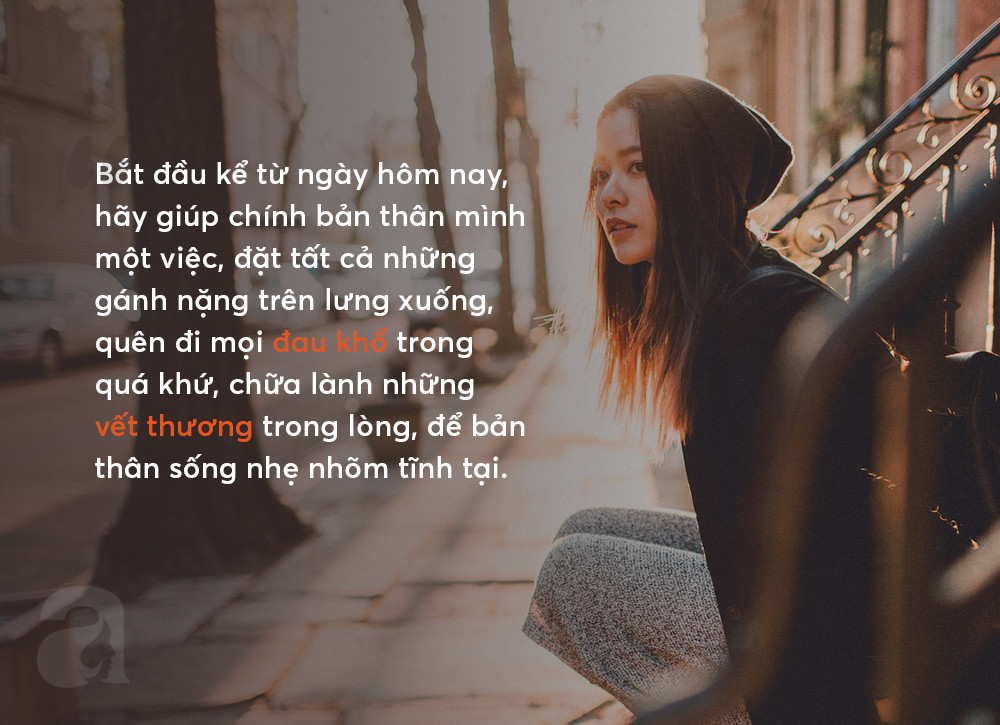 Bắt đầu kể từ ngày hôm nay,
hãy giúp chính bản thân mình
một việc, đặt tất cả những
gánh nặng trên lưng xuống,
quên đi mọi đau khổ trong
quá khứ, chữa lành những
vết thương trong lòng, để bản
thân sống nhẹ nhõm tĩnh tại.